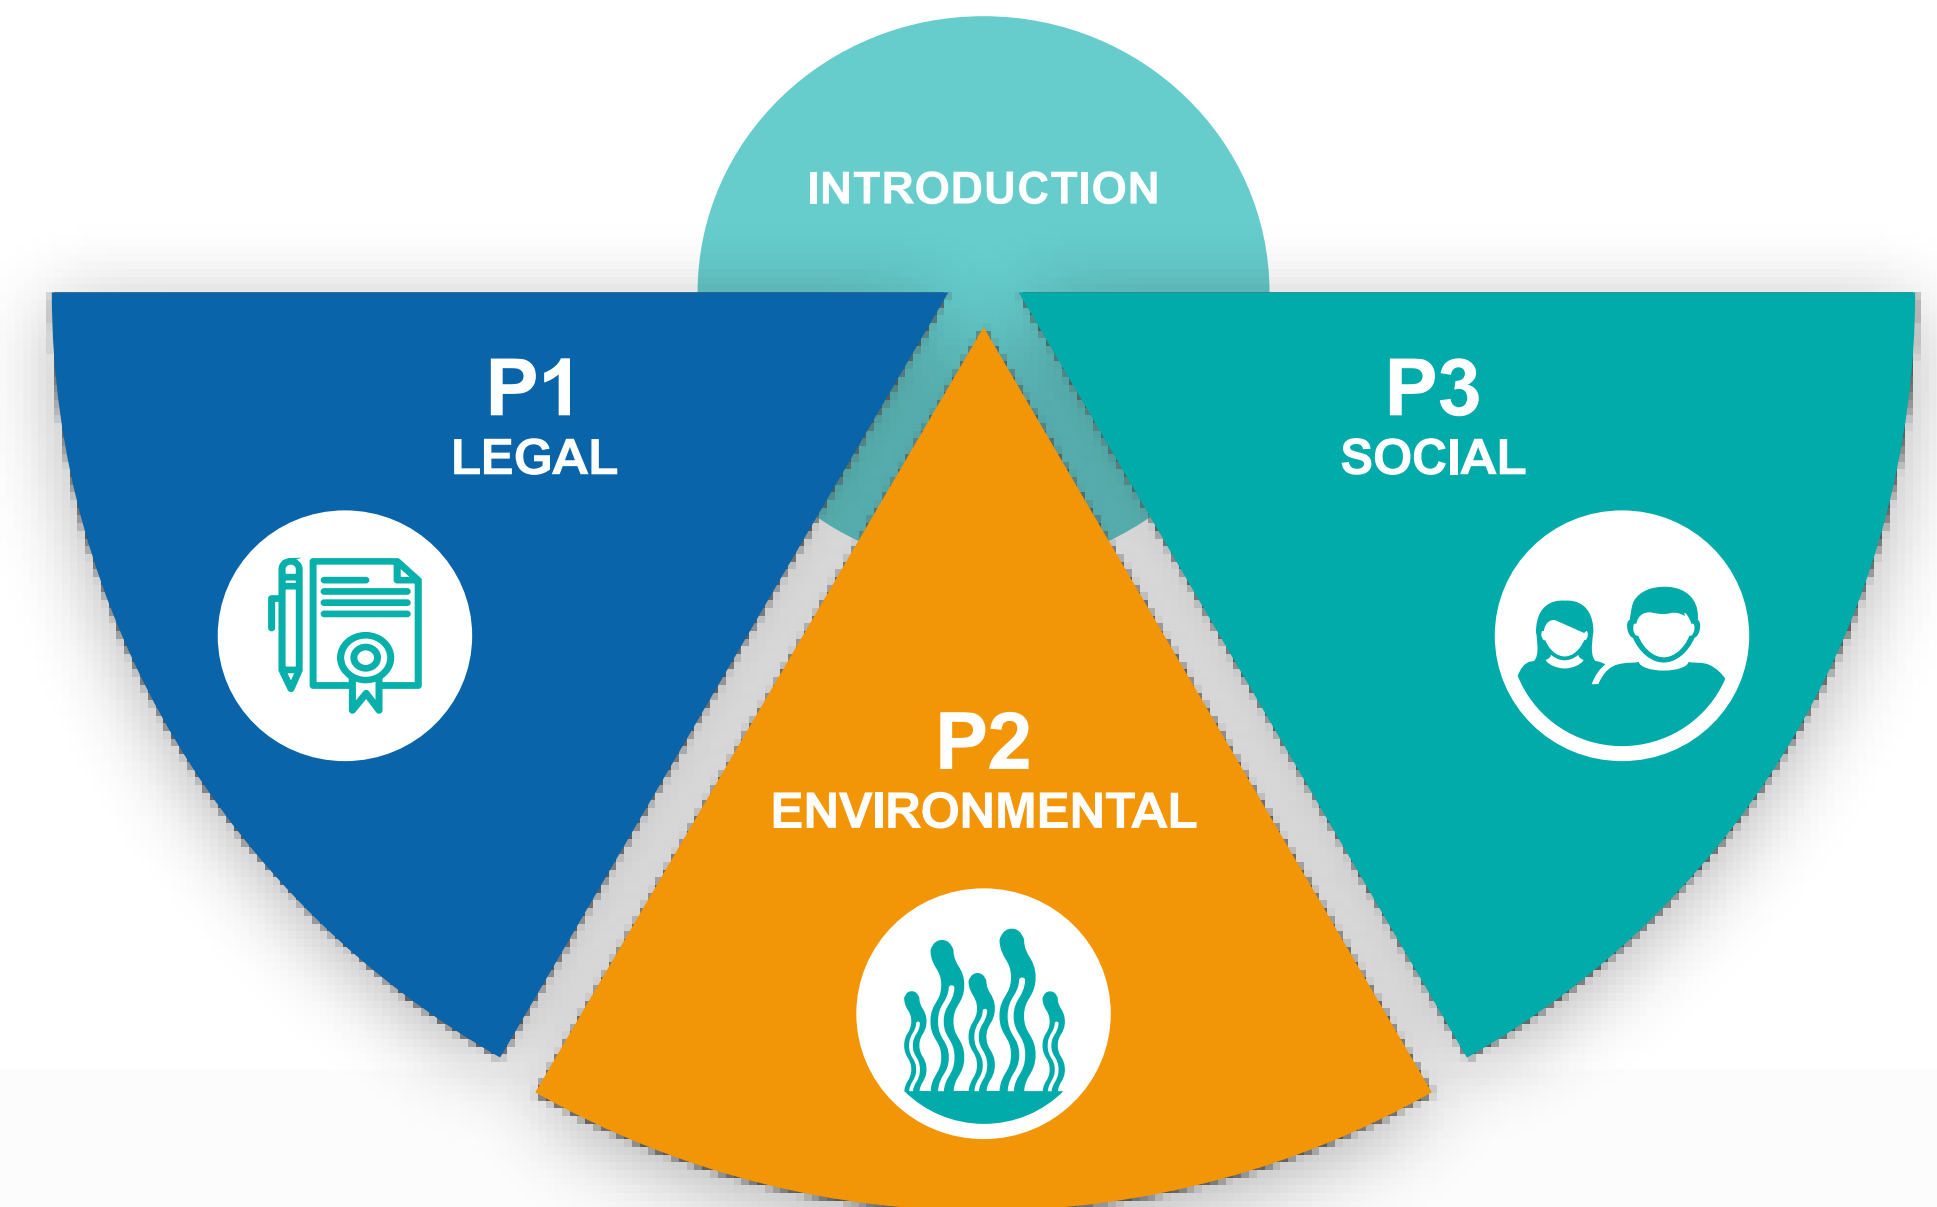 INTRODUCTION
P1
LEGAL
P2
ENVIRONMENTAL
P3
SOCIAL